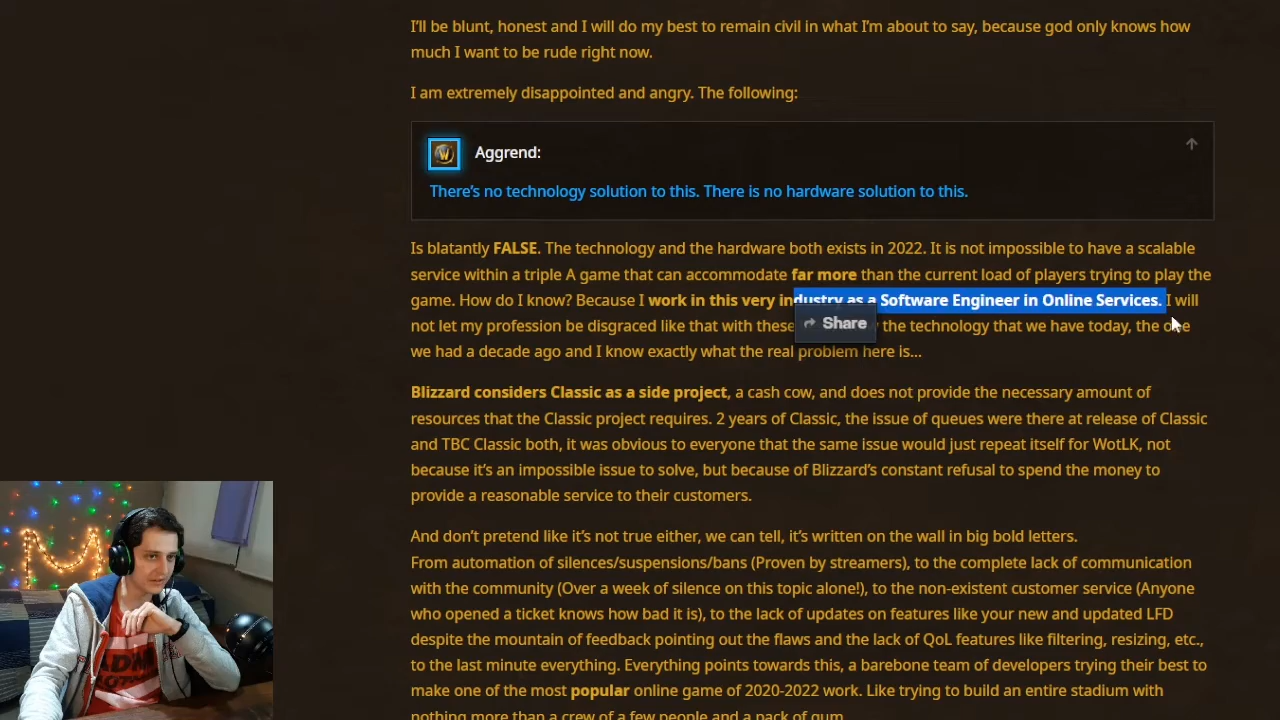 I'll be blunt, honest and I will do my best to remain civil in what I'm about to say, because god only knows how
much I want to be rude right now.
I am extremely disappointed and angry. The following:
Aggrend:
There's no technology solution to this. There is no hardware solution to this.
Is blatantly FALSE. The technology and the hardware both exists in 2022. It is not impossible to have a scalable
service within a triple A game that can accommodate far more than the current load of players trying to play the
game. How do I know? Because I work in this very industry as a Software Engineer in Online Services. I will
Share
not let my profession be disgraced like that with these the technology that we have today, the one
we had a decade ago and I know exactly what the real problem here is...
Blizzard considers Classic as a side project, a cash cow, and does not provide the necessary amount of
resources that the Classic project requires. 2 years of Classic, the issue of queues were there at release of Classic
and TBC Classic both, it was obvious to everyone that the same issue would just repeat itself for WotLK, not
because it's an impossible issue to solve, but because of Blizzard's constant refusal to spend the money to
provide a reasonable service to their customers.
And don't pretend like it's not true either, we can tell, it's written on the wall in big bold letters.
From automation of silences/suspensions/bans (Proven by streamers), to the complete lack of communication
with the community (Over a week of silence on this topic alone!), to the non-existent customer service (Anyone
who opened a ticket knows how bad it is), to the lack of updates on features like your new and updated LFD
despite the mountain of feedback pointing out the flaws and the lack of QoL features like filtering, resizing, etc.,
to the last minute everything. Everything points towards this, a barebone team of developers trying their best to
make one of the most popular online game of 2020-2022 work. Like trying to build an entire stadium with
nothing more than a crew of a few people and a pack of gum.